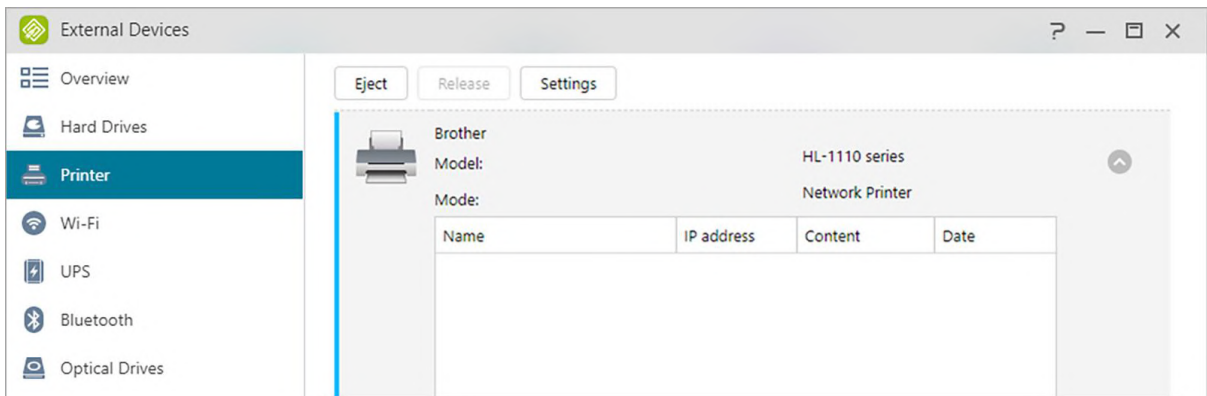 External Devices
?
Overview
Hard Drives
Printer
Wi-Fi
UPS
Bluetooth
Optical Drives
Eject Release Settings
Brother
Model: HL-1110 series
Mode: Network Printer
Name IP address Content Date